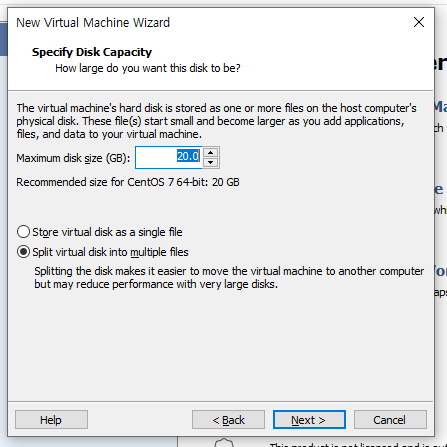 New Virtual Machine Wizard
Specify Disk Capacity
How large do you want this disk to be?
The virtual machine's hard disk is stored as one or more files on the host computer's
physical disk. These file(s) start small and become larger as you add applications,
files, and data to your virtual machine.
Maximum disk size (GB): 20.0
Recommended size for CentOS 7 64-bit: 20 GB
Store virtual disk as a single file
Split virtual disk into multiple files
Splitting the disk makes it easier to move the virtual machine to another computer
but may reduce performance with very large disks.
Help
< Back
Next >
Cancel